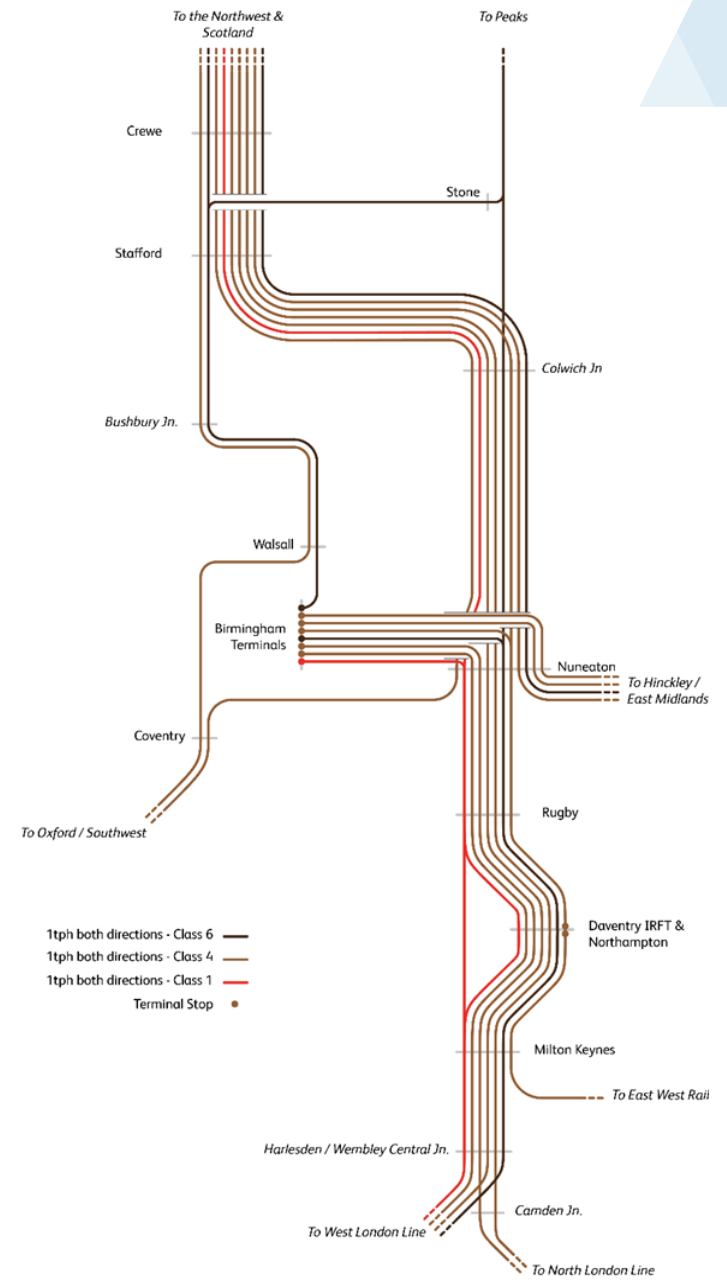 To the Northwest &
Scotland
To Peaks
Crewe
Stone
Stafford
Colwich Jn
Bushbury Jn.
Walsall
Birmingham
Terminals
Nuneaton
To Hinckley /
East Midlands
Coventry
Rugby
To Oxford / Southwest
Daventry IRFT &
Northampton
1tph both directions - Class 6
1tph both directions - Class 4
1tph both directions - Class 1
Terminal Stop
Milton Keynes
To East West Rail
Harlesden / Wembley Central Jn.
Camden Jn.
To West London Line
To North London Line